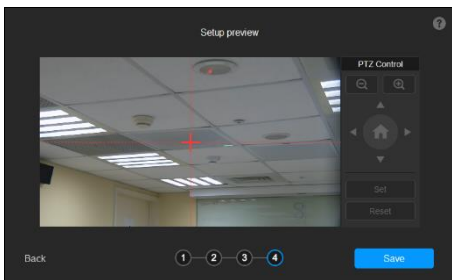 Setup preview
?
PTZ Control
Set
Reset
Back
1
2
3
4
Save